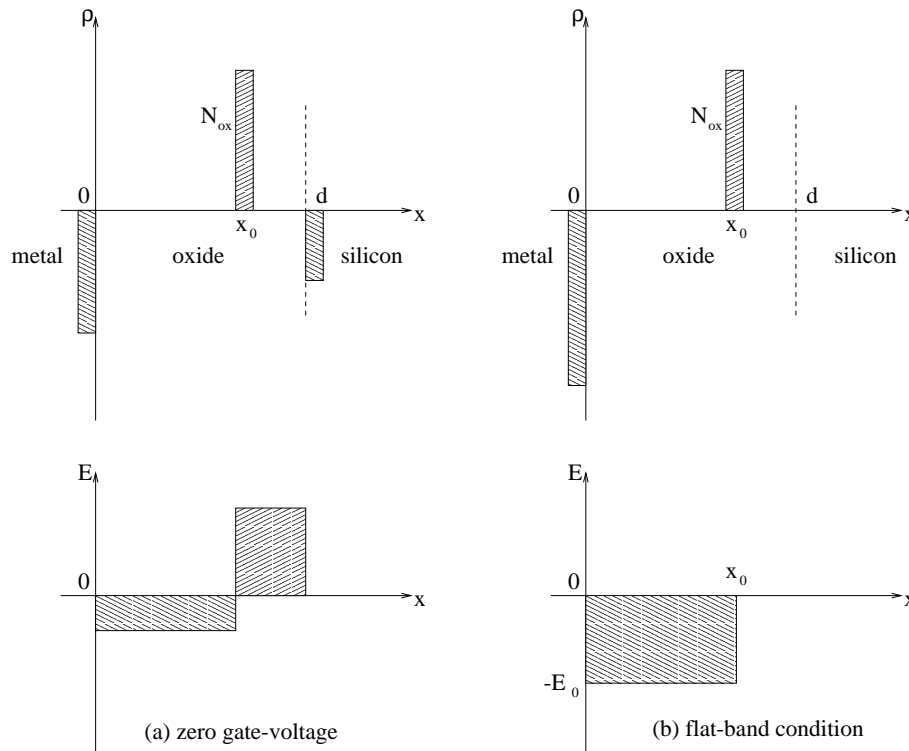 ρ
N_ox
0
d
x_0
x
metal
oxide
silicon
ρ
N_ox
0
d
x_0
x
metal
oxide
silicon
E
0
x
(a) zero gate-voltage
E
0
x_0
x
-E_0
(b) flat-band condition